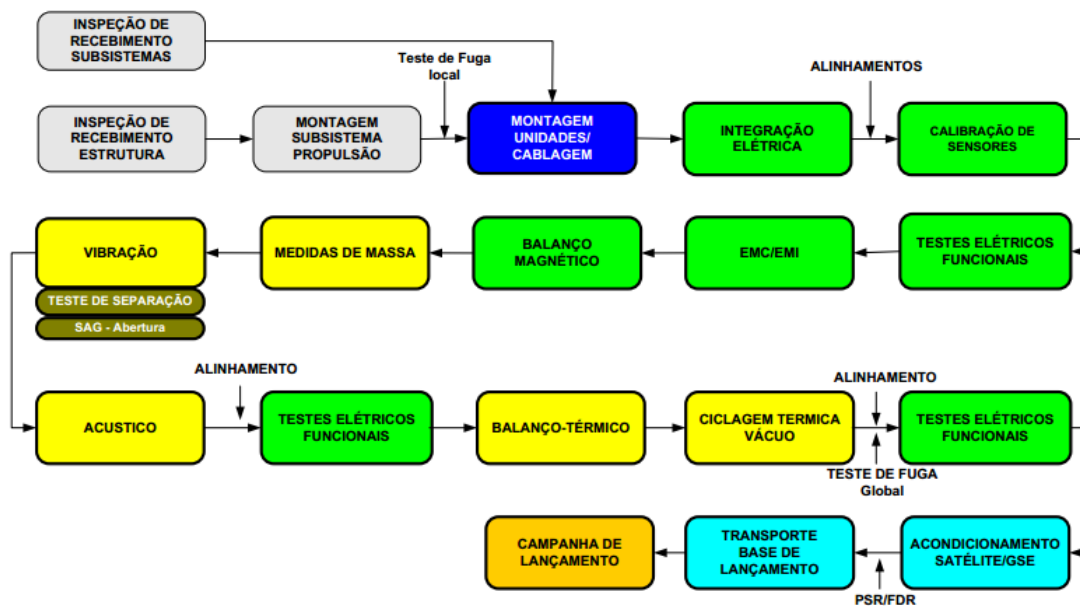 INSPEÇÃO DE
RECEBIMENTO
SUBSISTEMAS
Teste de Fuga
local
ALINHAMENTOS
INSPEÇÃO DE
RECEBIMENTO
ESTRUTURA
MONTAGEM
SUBSISTEMA
PROPULSÃO
MONTAGEM
UNIDADES/
CABLAGEM
INTEGRAÇÃO
ELÉTRICA
CALIBRAÇÃO DE
SENSORES
VIBRAÇÃO
TESTE DE SEPARAÇÃO
SAG - Abertura
MEDIDAS DE MASSA
BALANÇO
MAGNÉTICO
EMC/EMI
TESTES ELÉTRICOS
FUNCIONAIS
ALINHAMENTO
ALINHAMENTO
ACUSTICO
TESTES ELÉTRICOS
FUNCIONAIS
BALANÇO-TÉRMICO
CICLAGEM TERMICA
VÁCUO
TESTES ELÉTRICOS
FUNCIONAIS
TESTE DE FUGA
Global
CAMPANHA DE
LANÇAMENTO
TRANSPORTE
BASE DE
LANÇAMENTO
ACONDICIONAMENTO
SATÉLITE/GSE
PSR/FDR